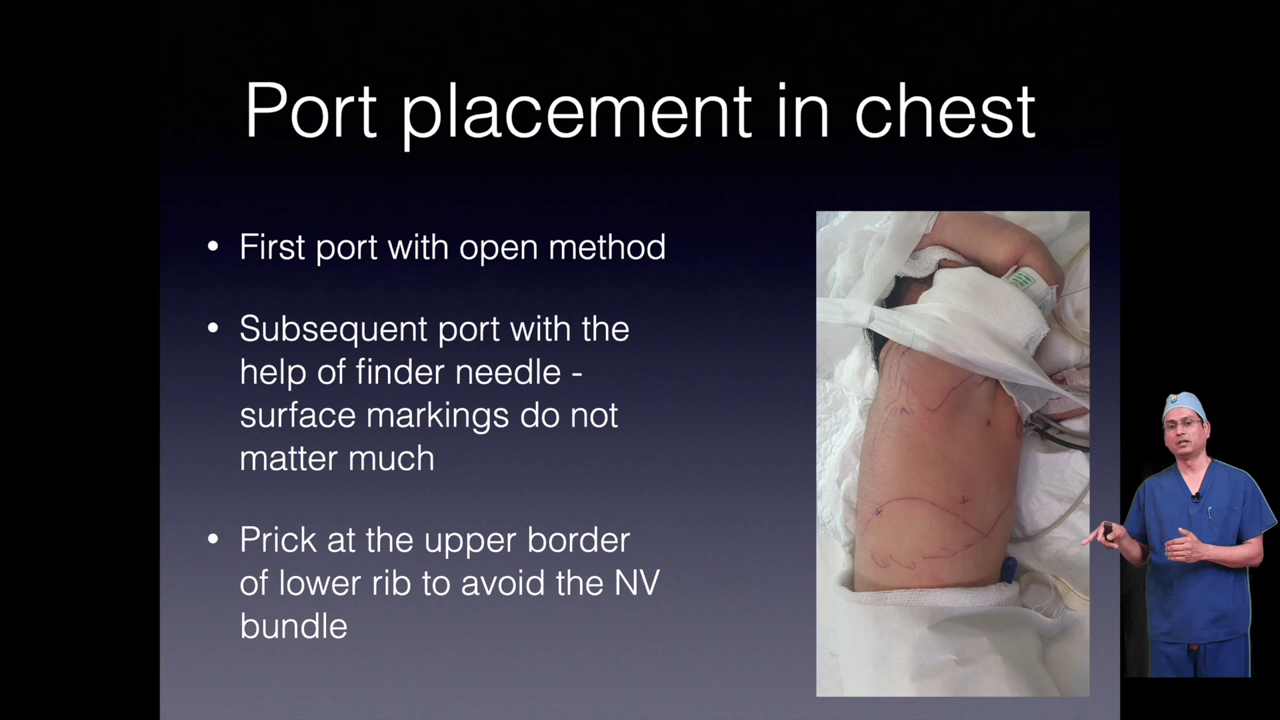 Port placement in chest
• First port with open method
• Subsequent port with the
help of finder needle -
surface markings do not
matter much
• Prick at the upper border
of lower rib to avoid the NV
bundle